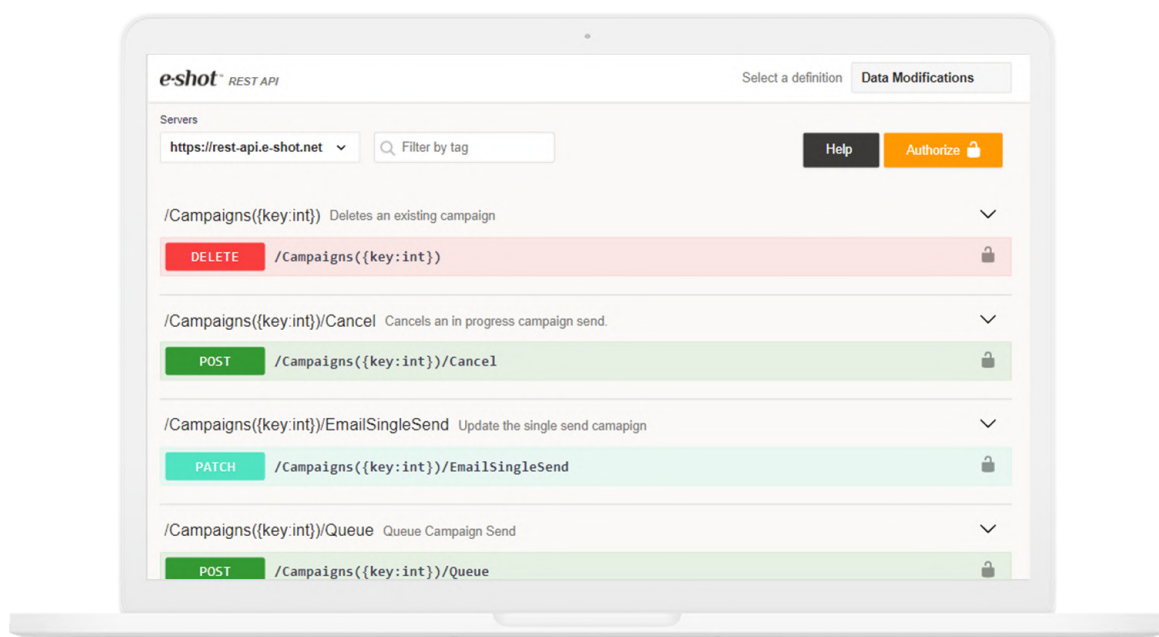 e-shot™ REST API
Select a definition Data Modifications
Servers
https://rest-api.e-shot.net Filter by tag Help Authorize
/Campaigns({key:int}) Deletes an existing campaign
DELETE /Campaigns({key:int})
/Campaigns({key:int})/Cancel Cancels an in progress campaign send.
POST /Campaigns({key:int})/Cancel
/Campaigns({key:int})/EmailSingleSend Update the single send camapign
PATCH /Campaigns({key:int})/EmailSingleSend
/Campaigns({key:int})/Queue Queue Campaign Send
POST /Campaigns({key:int})/Queue